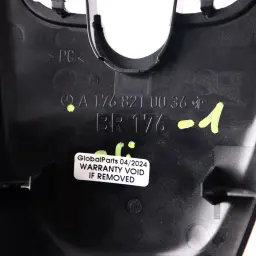 >PC
A 176 821 00 36
BR 176 -1
GlobalParts 04/2024
WARRANTY VOID
IF REMOVED